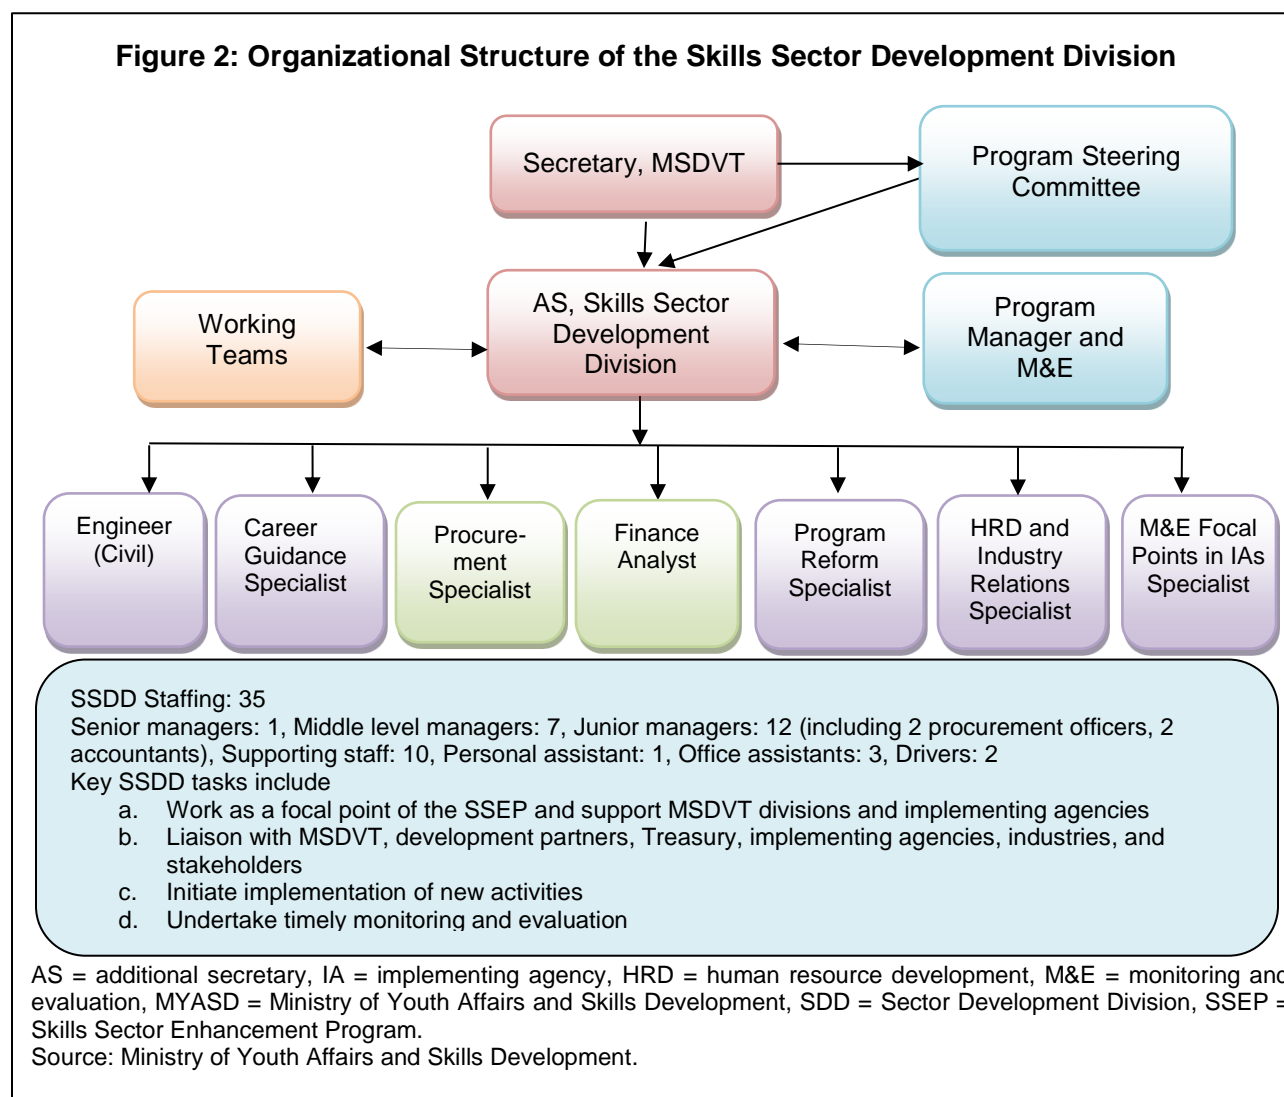 Figure 2: Organizational Structure of the Skills Sector Development Division
Secretary, MSDVT
Program Steering
Committee
AS, Skills Sector
Development
Division
Working
Teams
Program
Manager and
M&E
Engineer
(Civil)
Career
Guidance
Specialist
Procure-
ment
Specialist
Finance
Analyst
Program
Reform
Specialist
HRD and
Industry
Relations
Specialist
M&E Focal
Points in IAs
Specialist
SSDD Staffing: 35
Senior managers: 1, Middle level managers: 7, Junior managers: 12 (including 2 procurement officers, 2
accountants), Supporting staff: 10, Personal assistant: 1, Office assistants: 3, Drivers: 2
Key SSDD tasks include
a. Work as a focal point of the SSEP and support MSDVT divisions and implementing agencies
b. Liaison with MSDVT, development partners, Treasury, implementing agencies, industries, and
stakeholders
c. Initiate implementation of new activities
d. Undertake timely monitoring and evaluation
AS = additional secretary, IA = implementing agency, HRD = human resource development, M&E = monitoring and
evaluation, MYASD = Ministry of Youth Affairs and Skills Development, SDD = Sector Development Division, SSEP =
Skills Sector Enhancement Program.
Source: Ministry of Youth Affairs and Skills Development.